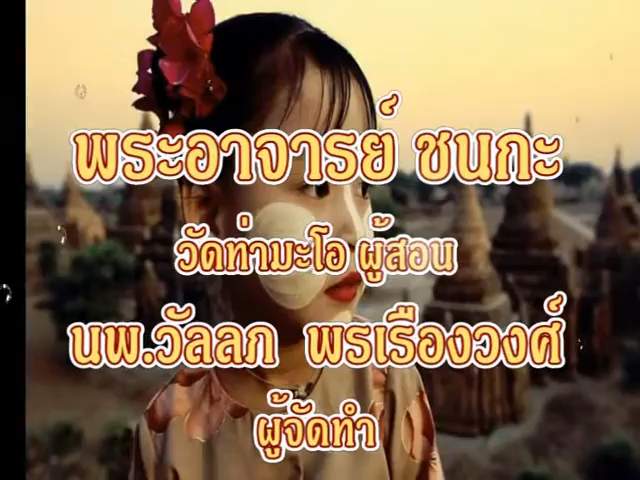 พระอาจารย์ ชนกะ
วัดท่ามะโอ ผู้สอน
นพ.วัลลภ พรเรืองวงศ์
ผู้จัดทำ